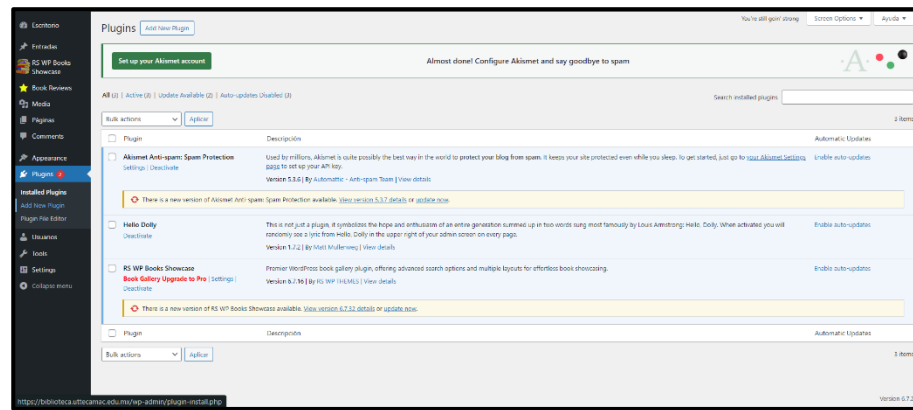 You're still goin' strong
Screen Options ▼
Ayuda ▼
Escritorio
Entradas
RS WP Books
Showcase
Book Reviews
Media
Páginas
Comments
Appearance
Plugins 2
Installed Plugins
Add New Plugin
Plugin File Editor
Usuarios
Tools
Settings
Collapse menu
Plugins Add New Plugin
Set up your Akismet account
Almost done! Configure Akismet and say goodbye to spam
A
All (3) | Active (3) | Update Available (2) | Auto-updates Disabled (3)
Search installed plugins
Bulk actions Aplicar
3 items
Plugin Descripción Automatic Updates
Akismet Anti-spam: Spam Protection
Settings | Deactivate
Used by millions, Akismet is quite possibly the best way in the world to protect your blog from spam. It keeps your site protected even while you sleep. To get started, just go to your Akismet Settings
page to set up your API key.
Version 5.3.6 | By Automattic - Anti-spam Team | View details
Enable auto-updates
There is a new version of Akismet Anti-spam: Spam Protection available. View version 5.3.7 details or update now.
Hello Dolly
Deactivate
This is not just a plugin, it symbolizes the hope and enthusiasm of an entire generation summed up in two words sung most famously by Louis Armstrong: Hello, Dolly. When activated you will
randomly see a lyric from Hello, Dolly in the upper right of your admin screen on every page.
Version 1.7.2 | By Matt Mullenweg | View details
Enable auto-updates
RS WP Books Showcase
Book Gallery Upgrade to Pro | Settings |
Deactivate
Premier WordPress book gallery plugin, offering advanced search options and multiple layouts for effortless book showcasing.
Version 6.7.16 | By RS WP THEMES | View details
Enable auto-updates
There is a new version of RS WP Books Showcase available. View version 6.7.32 details or update now.
Plugin Descripción Automatic Updates
Bulk actions Aplicar
3 items
https://biblioteca.uttecamac.edu.mx/wp-admin/plugin-install.php
Version 6.7.